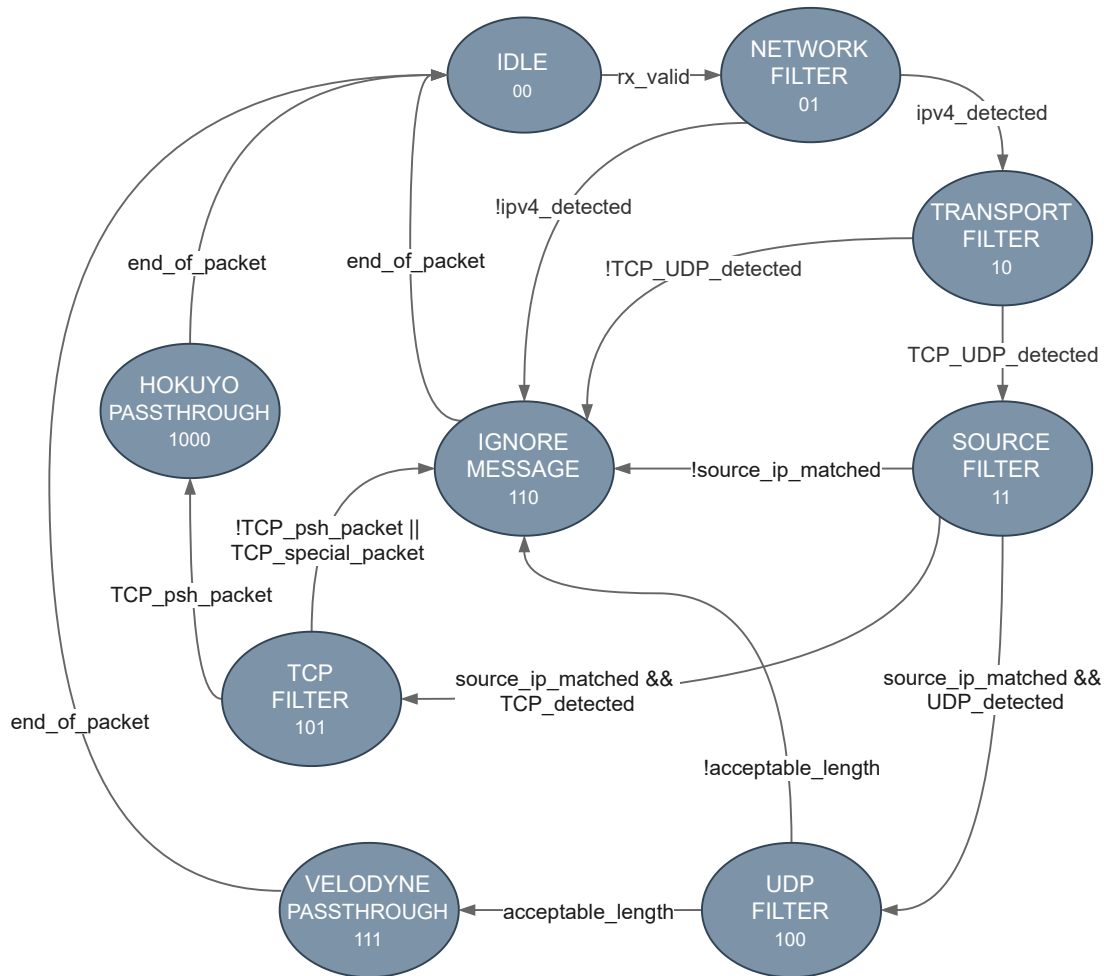 IDLE
00
rx_valid
NETWORK
FILTER
01
ipv4_detected
!ipv4_detected
TRANSPORT
FILTER
10
!TCP_UDP_detected
end_of_packet
end_of_packet
TCP_UDP_detected
HOKUYO
PASSTHROUGH
1000
IGNORE
MESSAGE
110
!source_ip_matched
SOURCE
FILTER
11
!TCP_psh_packet ||
TCP_special_packet
TCP_psh_packet
TCP
FILTER
101
source_ip_matched &&
TCP_detected
source_ip_matched &&
UDP_detected
end_of_packet
!acceptable_length
VELODYNE
PASSTHROUGH
111
acceptable_length
UDP
FILTER
100